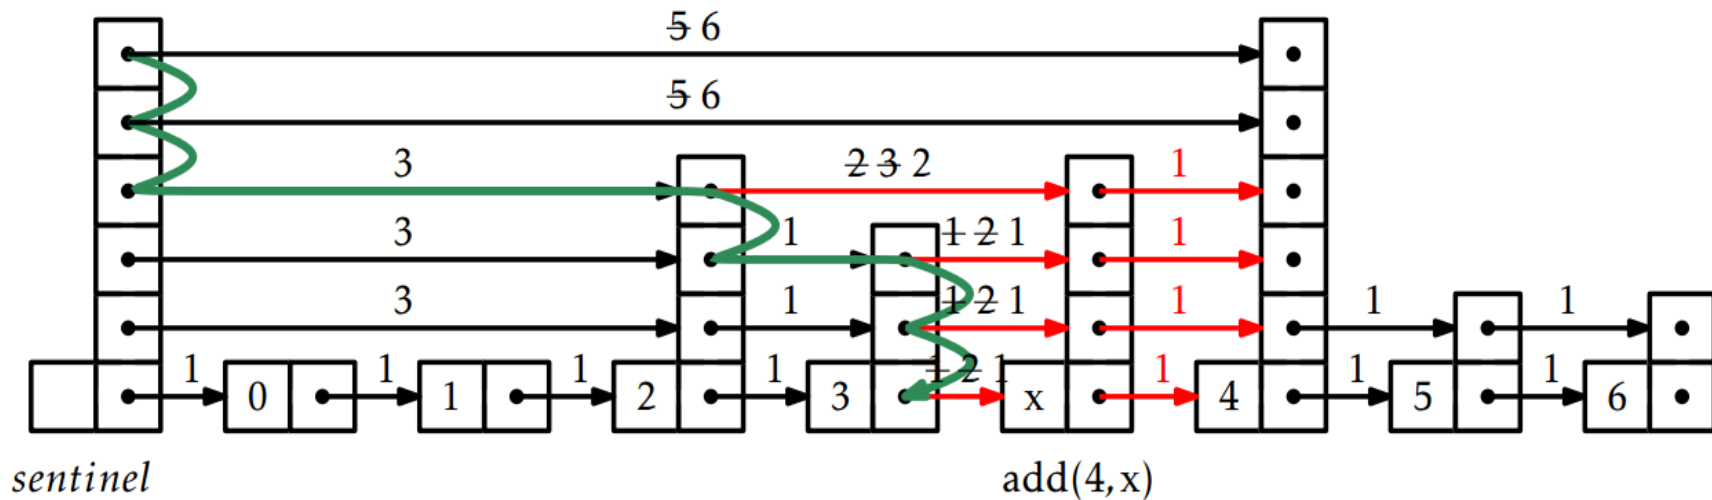 5 6
5 6
3 2 3 2 1
3 1 1 2 1 1
3 1 1 2 1 1 1 1
1 1 1 1 1 2 1 1 1 1
0 1 2 3 x 4 5 6
sentinel add(4,x)